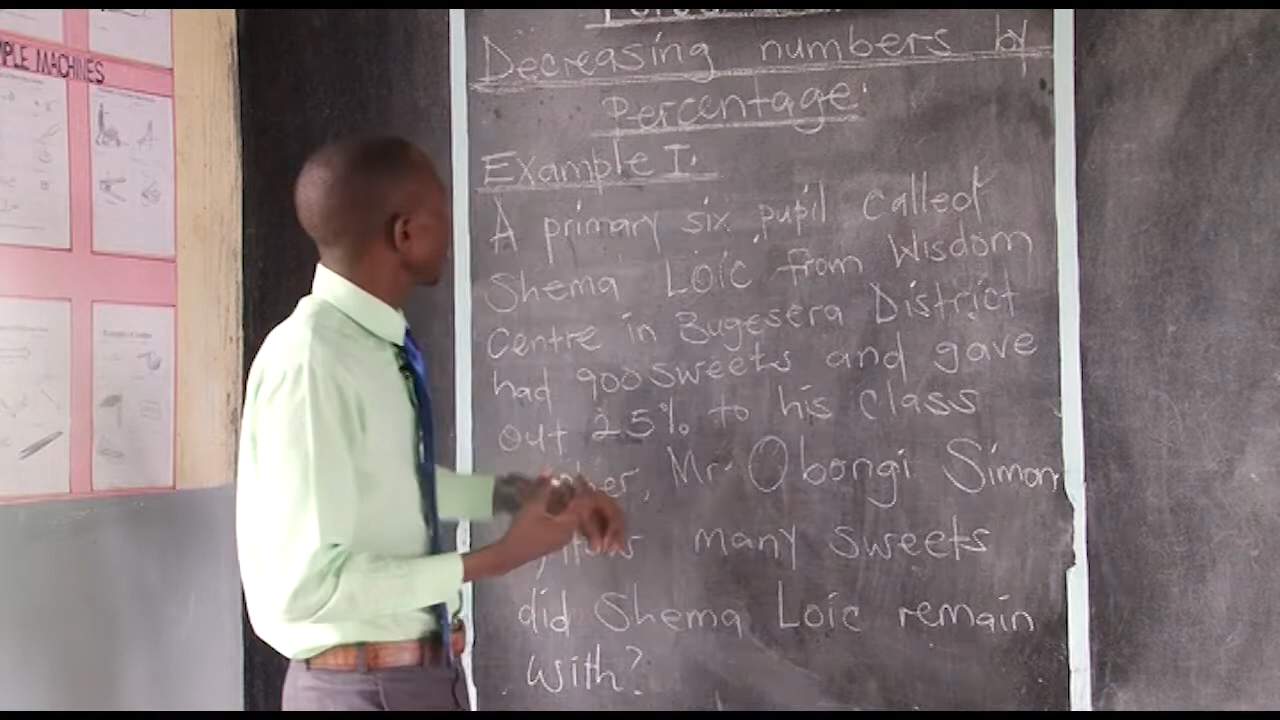 MPLE MACHINES
Decreasing numbers by
Percentage.
Example I.
A primary six pupil called
Shema Loic from Wisdom
Centre in Bugesera District
had 900 sweets and gave
out 25% to his class
Mr. Obongi Simon
many sweets
did Shema Loic remain
with?